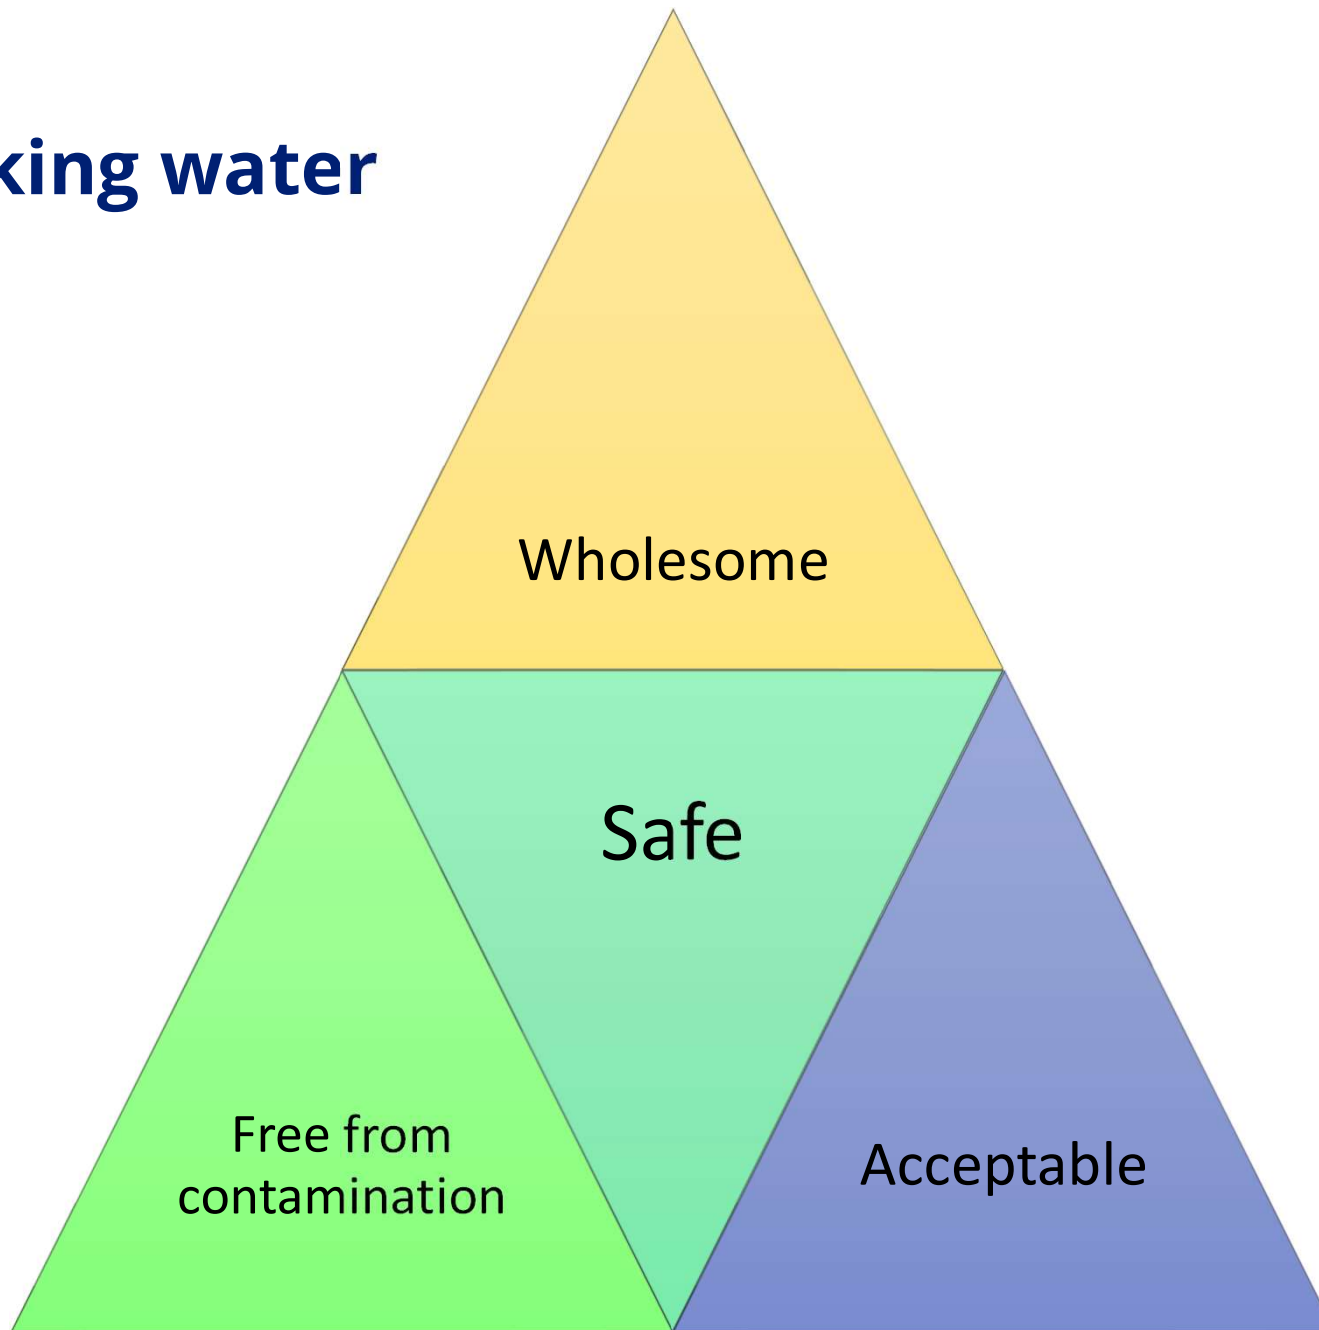 king water
Wholesome
Safe
Free from
contamination
Acceptable